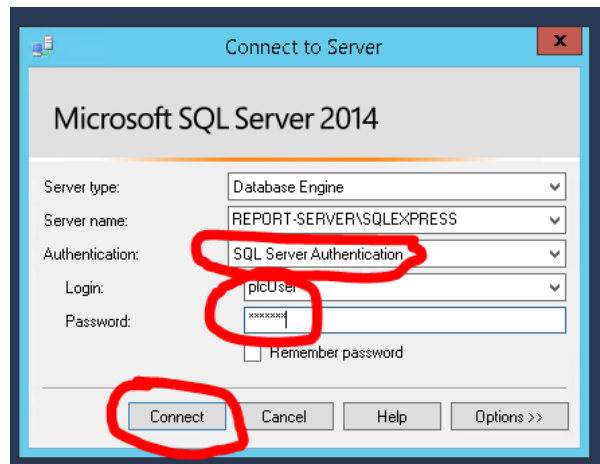 Connect to Server
x
Microsoft SQL Server 2014
Server type: Database Engine
Server name: REPORT-SERVER\SQLEXPRESS
Authentication: SQL Server Authentication
Login: plcUser
Password: *******
Remember password
Connect Cancel Help Options >>